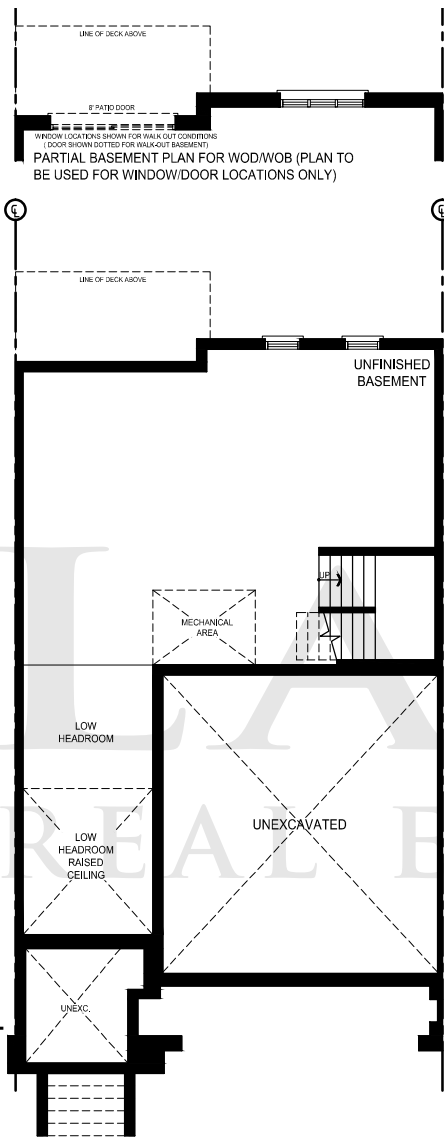 LINE OF DECK ABOVE
8' PATIO DOOR
WINDOW LOCATIONS SHOWN FOR WALK OUT CONDITIONS
( DOOR SHOWN DOTTED FOR WALK-OUT BASEMENT)
PARTIAL BASEMENT PLAN FOR WOD/WOB (PLAN TO
BE USED FOR WINDOW/DOOR LOCATIONS ONLY)
LINE OF DECK ABOVE
UNFINISHED
BASEMENT
UP
MECHANICAL
AREA
LA
LOW
HEADROOM
UNEXCAVATED
LOW
HEADROOM
RAISED
CEILING
REAL E
UNEXC.